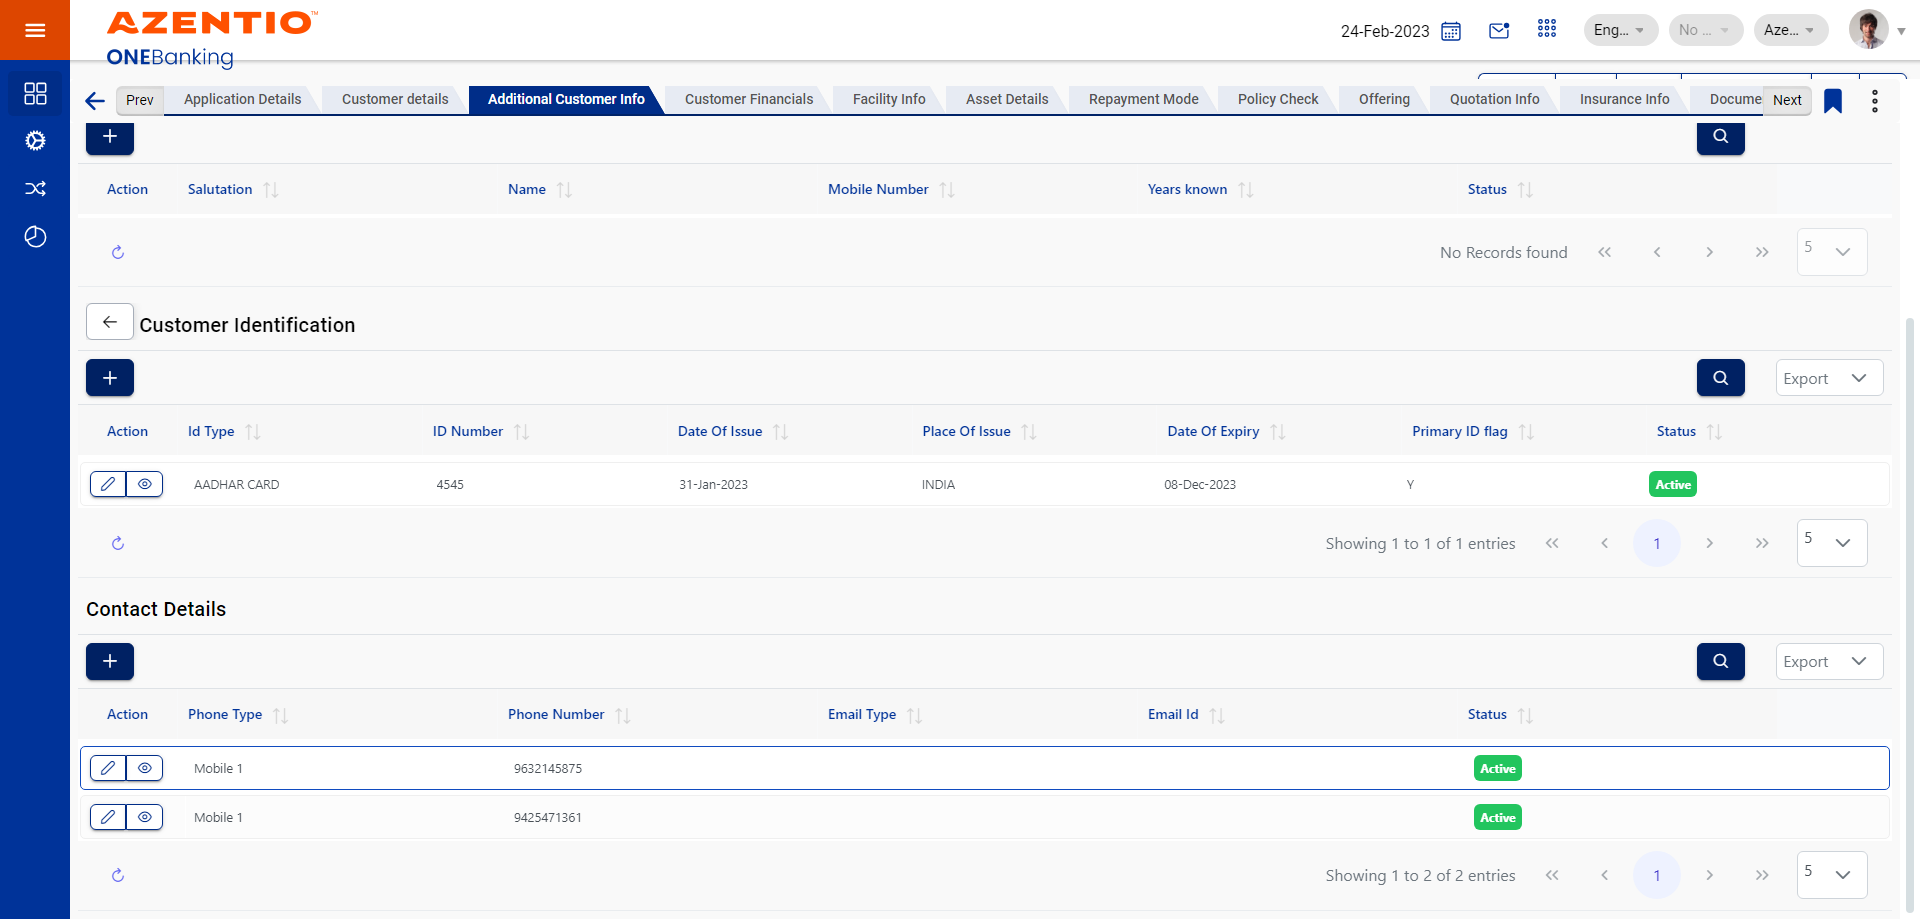 AZENTIO™
ONEBanking
24-Feb-2023
Eng...
No ...
Aze...
Prev
Application Details
Customer details
Additional Customer Info
Customer Financials
Facility Info
Asset Details
Repayment Mode
Policy Check
Offering
Quotation Info
Insurance Info
Docume
Next
Action Salutation Name Mobile Number Years known Status
No Records found 5
Customer Identification
Export
Action Id Type ID Number Date Of Issue Place Of Issue Date Of Expiry Primary ID flag Status
AADHAR CARD 4545 31-Jan-2023 INDIA 08-Dec-2023 Y Active
Showing 1 to 1 of 1 entries 1 5
Contact Details
Export
Action Phone Type Phone Number Email Type Email Id Status
Mobile 1 9632145875 Active
Mobile 1 9425471361 Active
Showing 1 to 2 of 2 entries 1 5